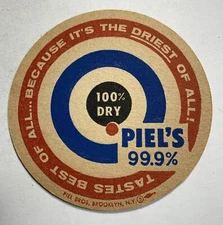 TASTES BEST OF ALL... BECAUSE IT'S THE DRIEST OF ALL!
100%
DRY
PIEL'S
99.9%
PIEL BROS., BROOKLYN, N.Y.